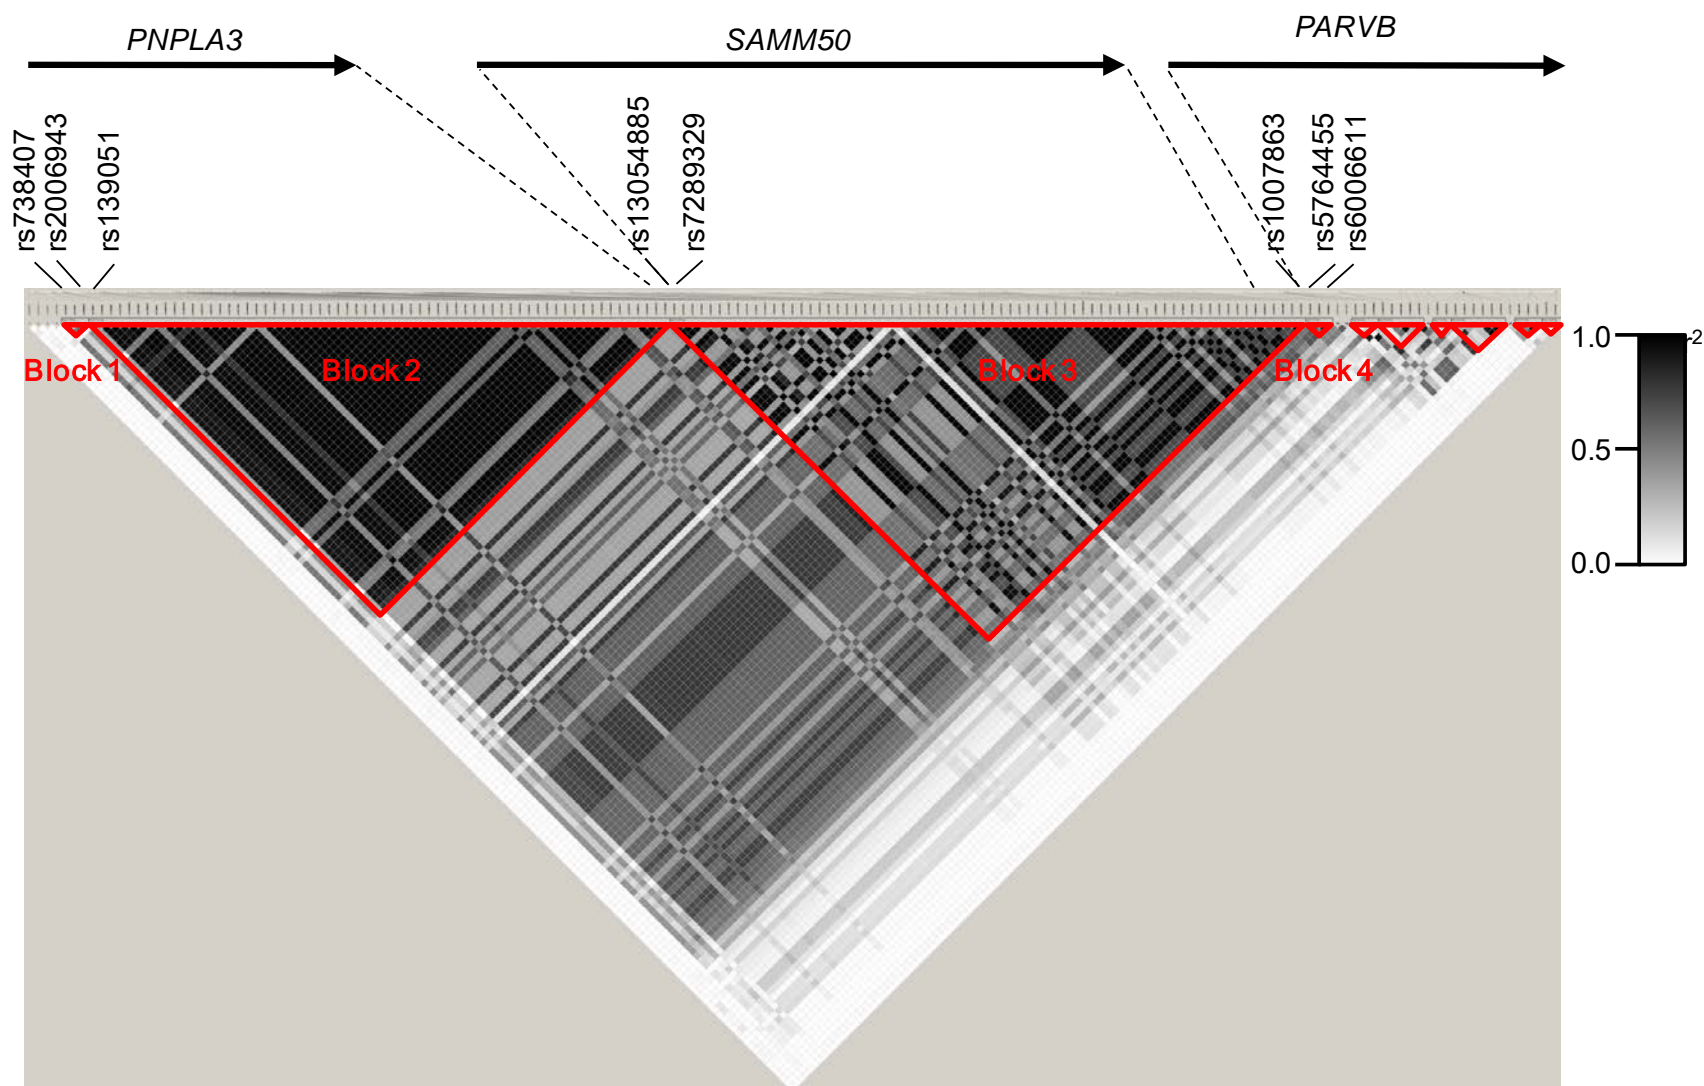 PNPLA3
SAMM50
PARVB
rs738407
rs2006943
rs139051
rs13054885
rs7289329
rs1007863
rs5764455
rs6006611
Block 1
Block 2
Block 3
Block 4
1.0
0.5
0.0